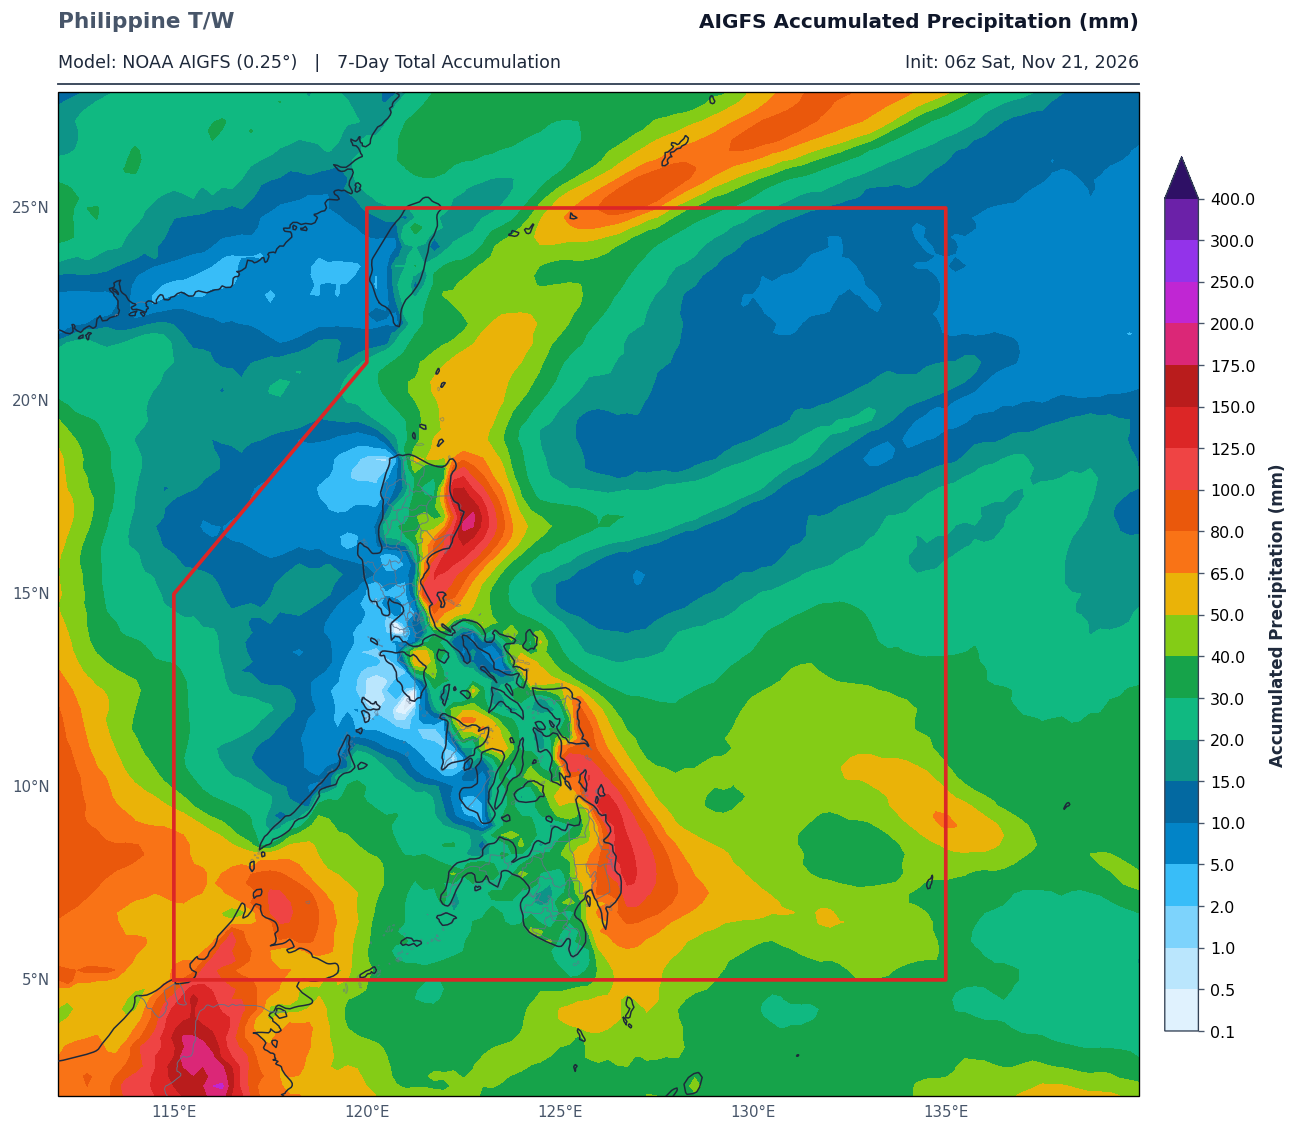 Philippine T/W
AIGFS Accumulated Precipitation (mm)
Model: NOAA AIGFS (0.25°) | 7-Day Total Accumulation
Init: 06z Sat, Nov 21, 2026
25°N
20°N
15°N
10°N
5°N
115°E
120°E
125°E
130°E
135°E
400.0
300.0
250.0
200.0
175.0
150.0
125.0
100.0
80.0
65.0
50.0
40.0
30.0
20.0
15.0
10.0
5.0
2.0
1.0
0.5
0.1
Accumulated Precipitation (mm)